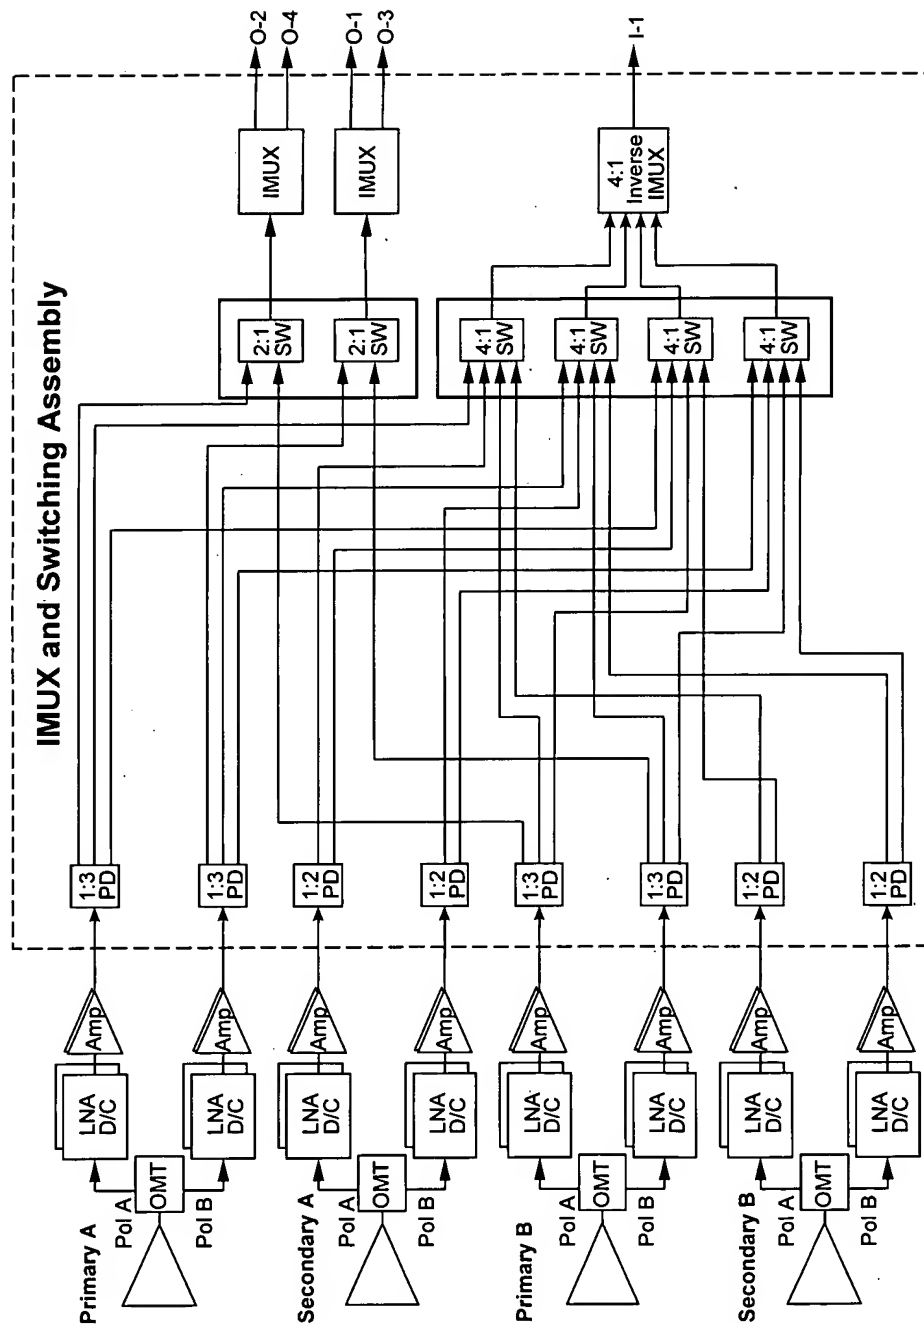 IMUX and Switching Assembly
Primary A
Pol A
OMT
Pol B
LNA
D/C
Amp
1:3
PD
LNA
D/C
Amp
1:3
PD
Secondary A
Pol A
OMT
Pol B
LNA
D/C
Amp
1:2
PD
LNA
D/C
Amp
1:2
PD
Primary B
Pol A
OMT
Pol B
LNA
D/C
Amp
1:3
PD
LNA
D/C
Amp
1:3
PD
Secondary B
Pol A
OMT
Pol B
LNA
D/C
Amp
1:2
PD
LNA
D/C
Amp
1:2
PD
2:1
SW
2:1
SW
4:1
SW
4:1
SW
4:1
SW
4:1
SW
IMUX
O-2
O-4
IMUX
O-1
O-3
4:1
Inverse
IMUX
I-1